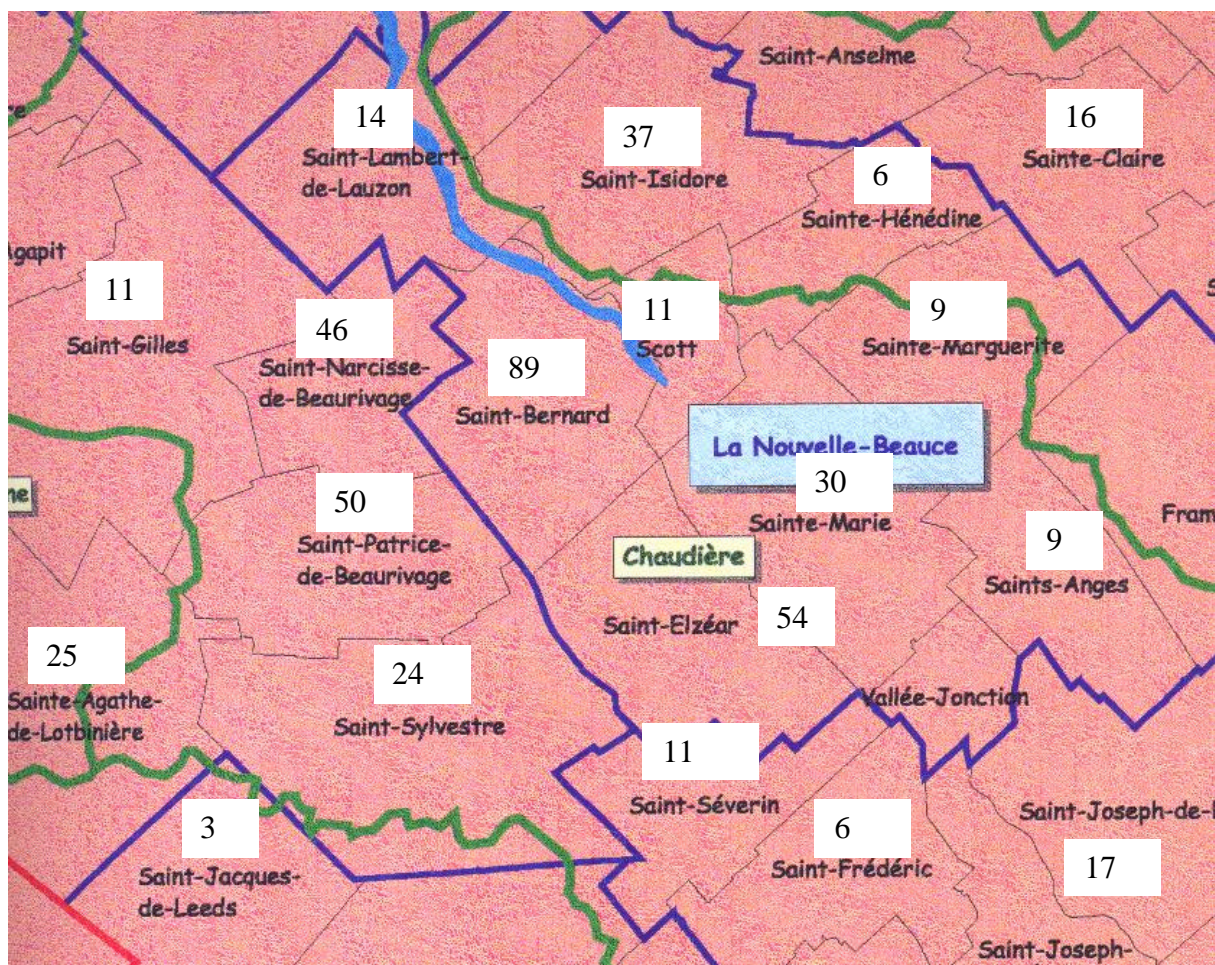 Saint-Anselme
14
37
16
Saint-Lambert-
de-Lauzon
Saint-Isidore
6
Sainte-Claire
Sainte-Hénédine
Agapit
11
Saint-Gilles
46
Saint-Narcisse-
de-Beaurivage
89
Saint-Bernard
11
Scott
9
Sainte-Marguerite
La Nouvelle-Beauce
30
Sainte-Marie
50
Saint-Patrice-
de-Beaurivage
Chaudière
9
Saints-Anges
Fram
Saint-Elzéar
54
25
Sainte-Agathe-
de-Lotbinière
24
Saint-Sylvestre
Vallée-Jonction
11
Saint-Séverin
3
Saint-Jacques-
de-Leeds
6
Saint-Frédéric
Saint-Joseph-de-
17
Saint-Joseph-